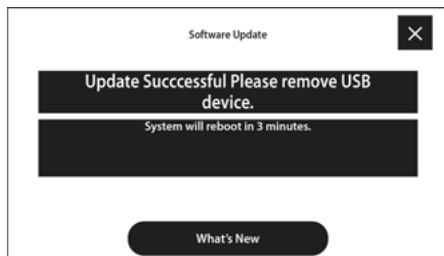 Software Update
Update Succcessful Please remove USB
device.
System will reboot in 3 minutes.
What's New